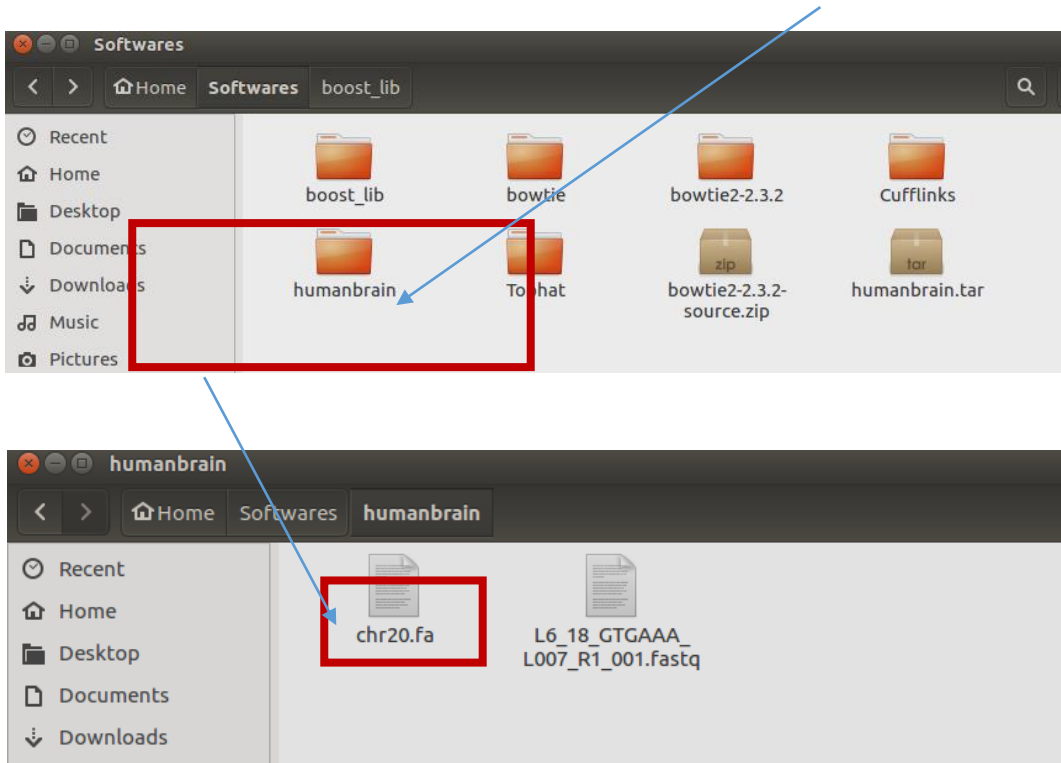 Softwares
Home Softwares boost_lib
Recent
Home
Desktop
Documents
Downloads
Music
Pictures
boost_lib bowtie bowtie2-2.3.2 Cufflinks
zip tar
humanbrain Tophat bowtie2-2.3.2- humanbrain.tar
source.zip
humanbrain
Home Softwares humanbrain
Recent
Home
Desktop
Documents
Downloads
chr20.fa L6_18_GTGAAA_
L007_R1_001.fastq